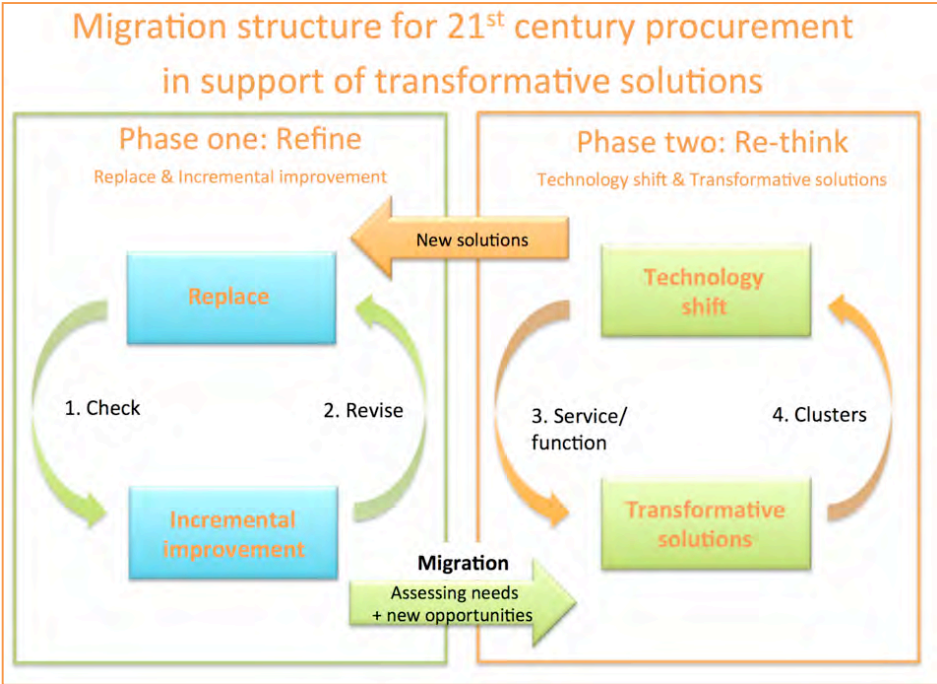 Migration structure for 21st century procurement
in support of transformative solutions
Phase one: Refine
Replace & Incremental improvement
Phase two: Re-think
Technology shift & Transformative solutions
New solutions
Replace
Technology
shift
1. Check
2. Revise
3. Service/
function
4. Clusters
Incremental
improvement
Transformative
solutions
Migration
Assessing needs
+ new opportunities